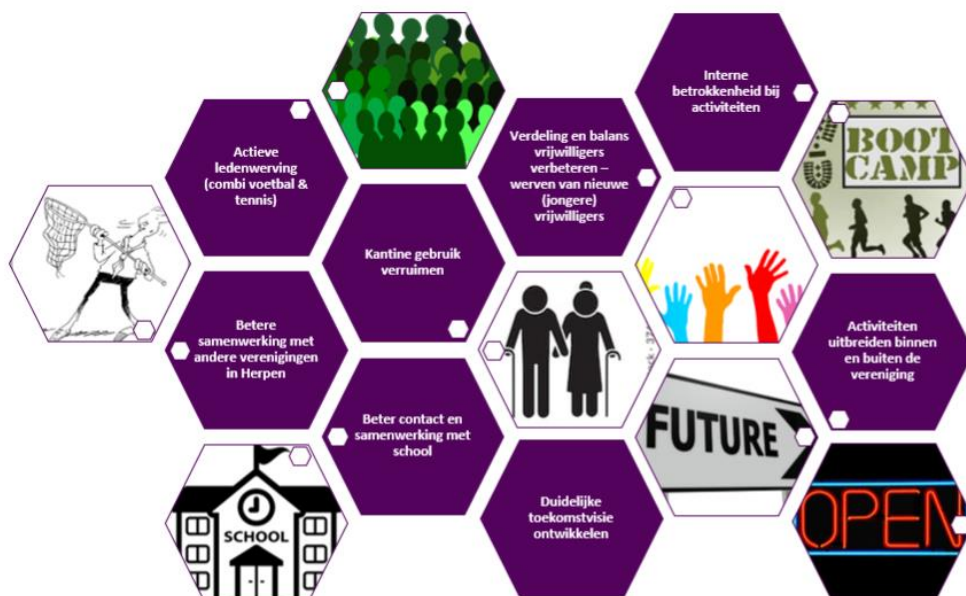 Interne
betrokkenheid bij
activiteiten
Actieve
ledenwerving
(combi voetbal &
tennis)
Verdeling en balans
vrijwilligers
verbeteren –
werven van nieuwe
(jongere)
vrijwilligers
BOOT
CAMP
Kantine gebruik
verruimen
Betere
samenwerking met
andere verenigingen
in Herpen
Activiteiten
uitbreiden binnen
en buiten de
vereniging
Beter contact en
samenwerking met
school
FUTURE
SCHOOL
Duidelijke
toekomstvisie
ontwikkelen
OPEN